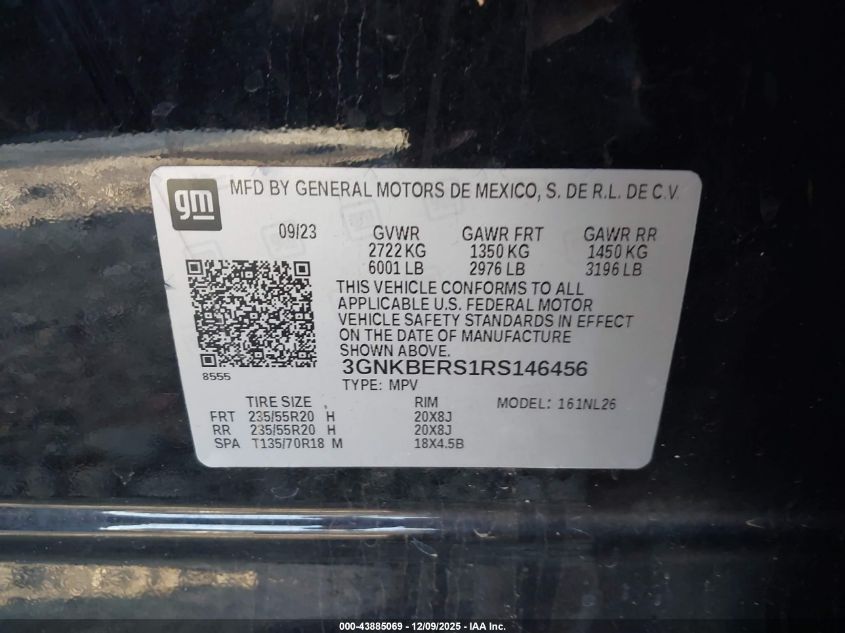 gm
MFD BY GENERAL MOTORS DE MEXICO, S. DE R.L. DE C.V.
09/23 GVWR GAWR FRT GAWR RR
2722 KG 1350 KG 1450 KG
6001 LB 2976 LB 3196 LB
THIS VEHICLE CONFORMS TO ALL
APPLICABLE U.S. FEDERAL MOTOR
VEHICLE SAFETY STANDARDS IN EFFECT
ON THE DATE OF MANUFACTURE
SHOWN ABOVE.
8555
3GNKBERS1RS146456
TYPE: MPV
TIRE SIZE RIM MODEL: 161NL26
FRT 235/55R20 H 20X8J
RR 235/55R20 H 20X8J
SPA T135/70R18 M 18X4.5B
000-43885069 - 12/09/2025 - IAA Inc.